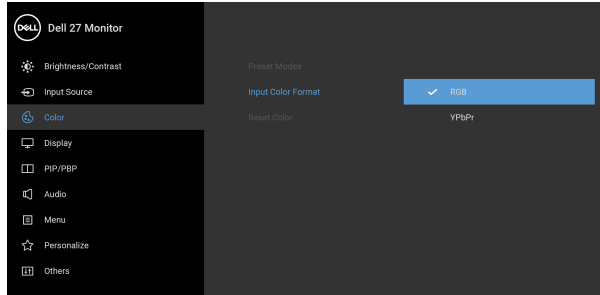 DELL Dell 27 Monitor
Brightness/Contrast
Input Source
Color
Display
PIP/PBP
Audio
Menu
Personalize
Others
Preset Modes
Input Color Format
Reset Color
RGB
YPbPr